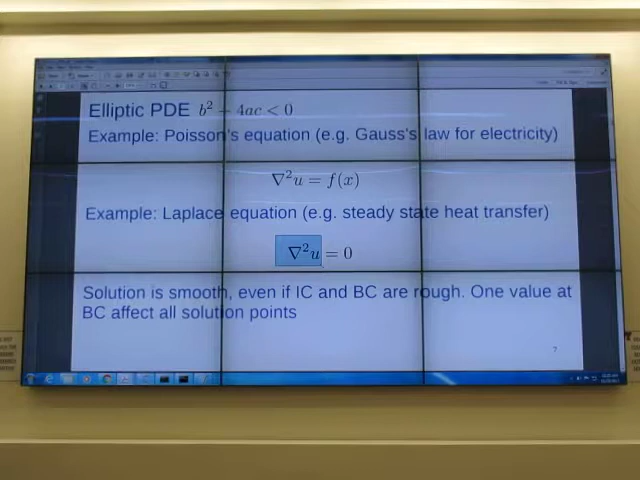 Elliptic PDE b² − 4ac < 0
Example: Poisson's equation (e.g. Gauss's law for electricity)
∇²u = f(x)
Example: Laplace equation (e.g. steady state heat transfer)
∇²u = 0
Solution is smooth, even if IC and BC are rough. One value at
BC affect all solution points
7